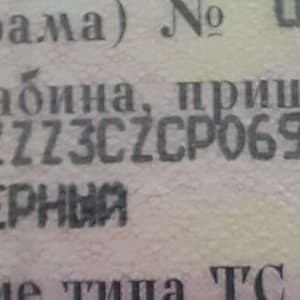 рама) №
абина, приц
ZZZ3CZCP069
ЕРНЫЙ
ие типа ТС